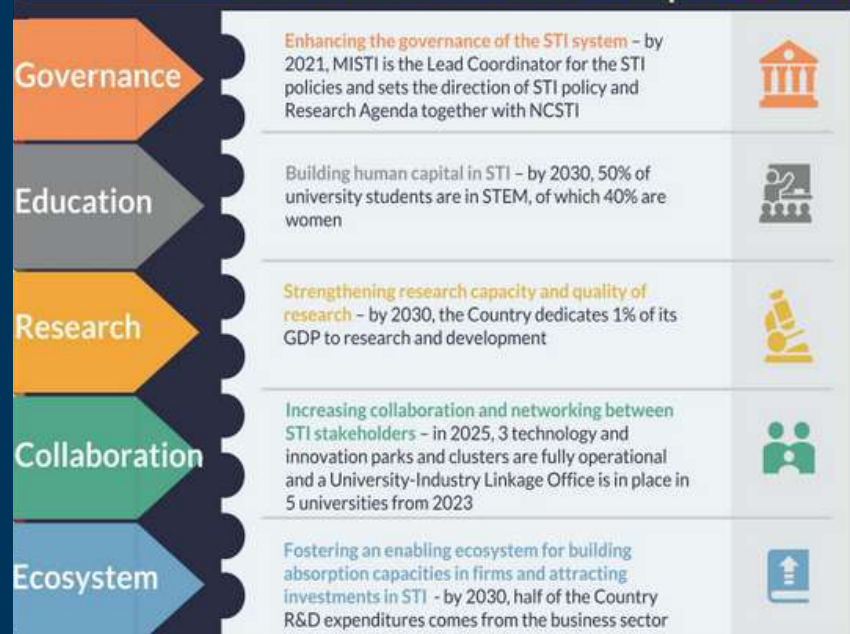 Governance
Enhancing the governance of the STI system – by
2021, MISTI is the Lead Coordinator for the STI
policies and sets the direction of STI policy and
Research Agenda together with NCSTI
Education
Building human capital in STI – by 2030, 50% of
university students are in STEM, of which 40% are
women
Research
Strengthening research capacity and quality of
research – by 2030, the Country dedicates 1% of its
GDP to research and development
Collaboration
Increasing collaboration and networking between
STI stakeholders – in 2025, 3 technology and
innovation parks and clusters are fully operational
and a University-Industry Linkage Office is in place in
5 universities from 2023
Ecosystem
Fostering an enabling ecosystem for building
absorption capacities in firms and attracting
investments in STI - by 2030, half of the Country
R&D expenditures comes from the business sector